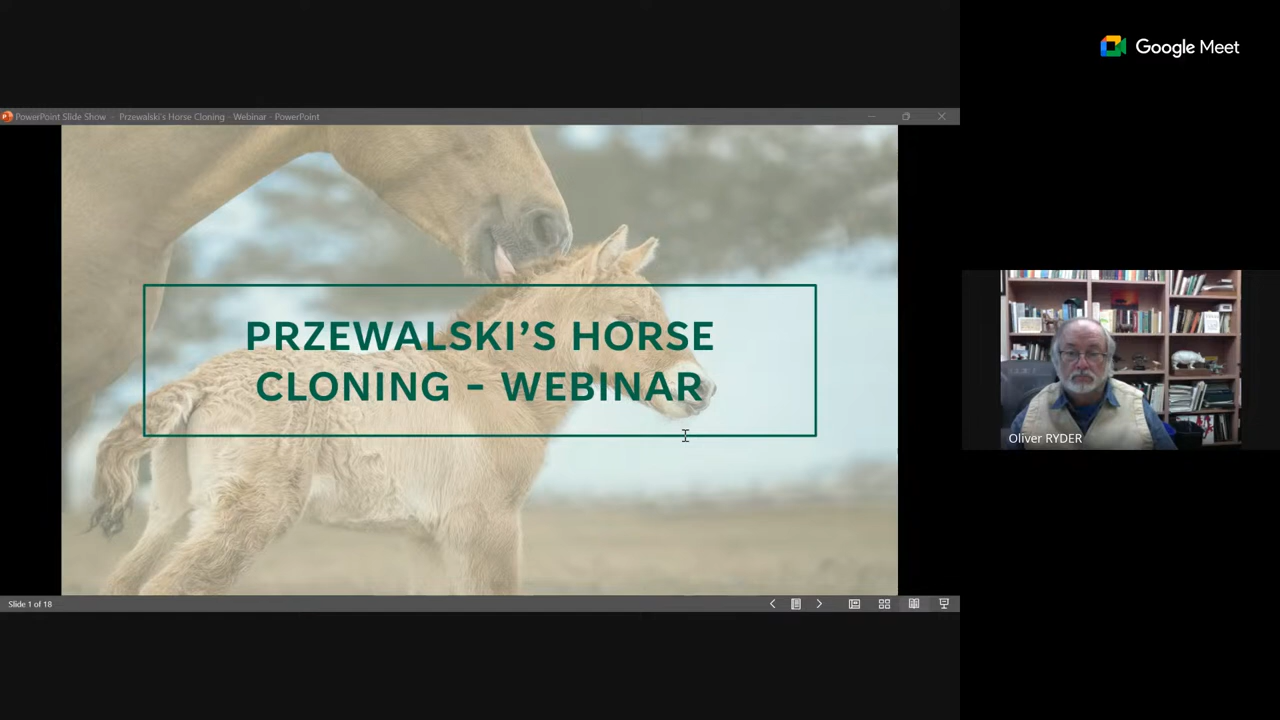 Google Meet
PowerPoint Slide Show - Przewalski's Horse Cloning - Webinar - PowerPoint
PRZEWALSKI’S HORSE
CLONING – WEBINAR
Oliver RYDER
Slide 1 of 18